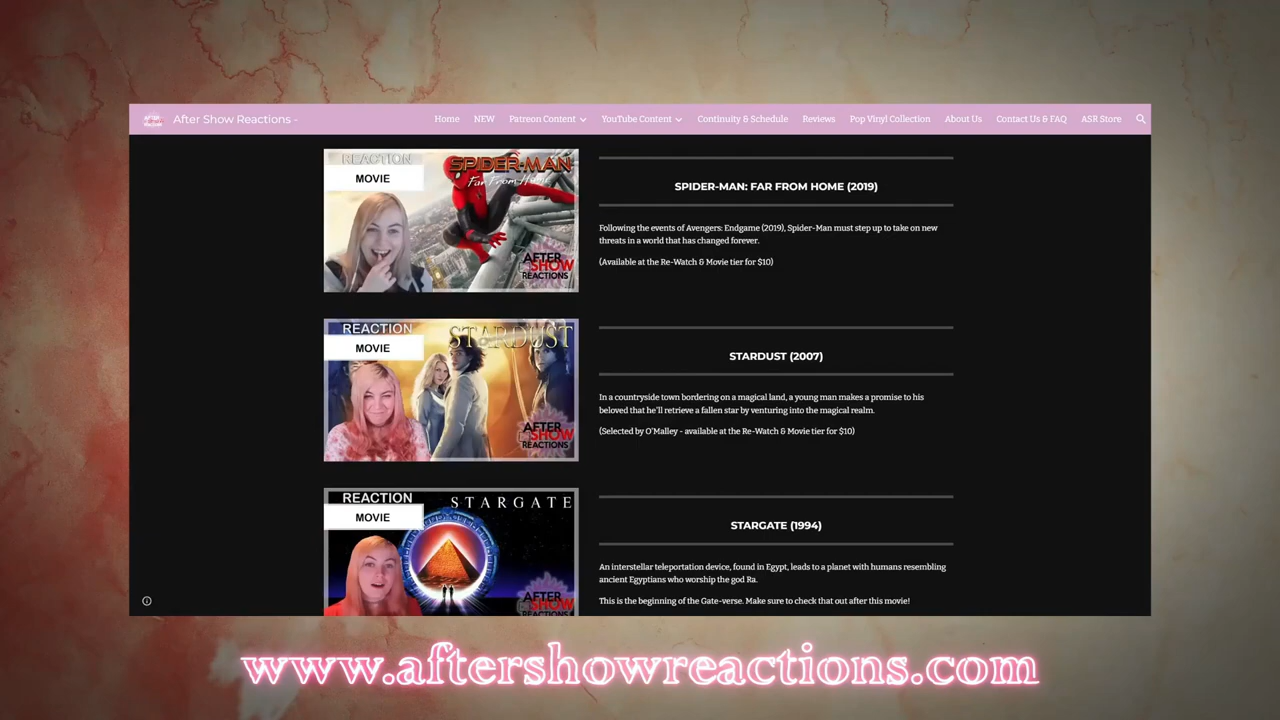 After Show Reactions -
Home NEW Patreon Content YouTube Content Continuity & Schedule Reviews Pop Vinyl Collection About Us Contact Us & FAQ ASR Store
REACTION
MOVIE
SPIDER-MAN
Far From Home
AFTER
SHOW
REACTIONS
SPIDER-MAN: FAR FROM HOME (2019)
Following the events of Avengers: Endgame (2019), Spider-Man must step up to take on new
threats in a world that has changed forever.
(Available at the Re-Watch & Movie tier for $10)
REACTION
MOVIE
STARDUST
AFTER
SHOW
REACTIONS
STARDUST (2007)
In a countryside town bordering on a magical land, a young man makes a promise to his
beloved that he'll retrieve a fallen star by venturing into the magical realm.
(Selected by O'Malley - available at the Re-Watch & Movie tier for $10)
REACTION
MOVIE
STARGATE
AFTER
SHOW
STARGATE (1994)
An interstellar teleportation device, found in Egypt, leads to a planet with humans resembling
ancient Egyptians who worship the god Ra.
This is the beginning of the Gate-verse. Make sure to check that out after this movie!
www.aftershowreactions.com